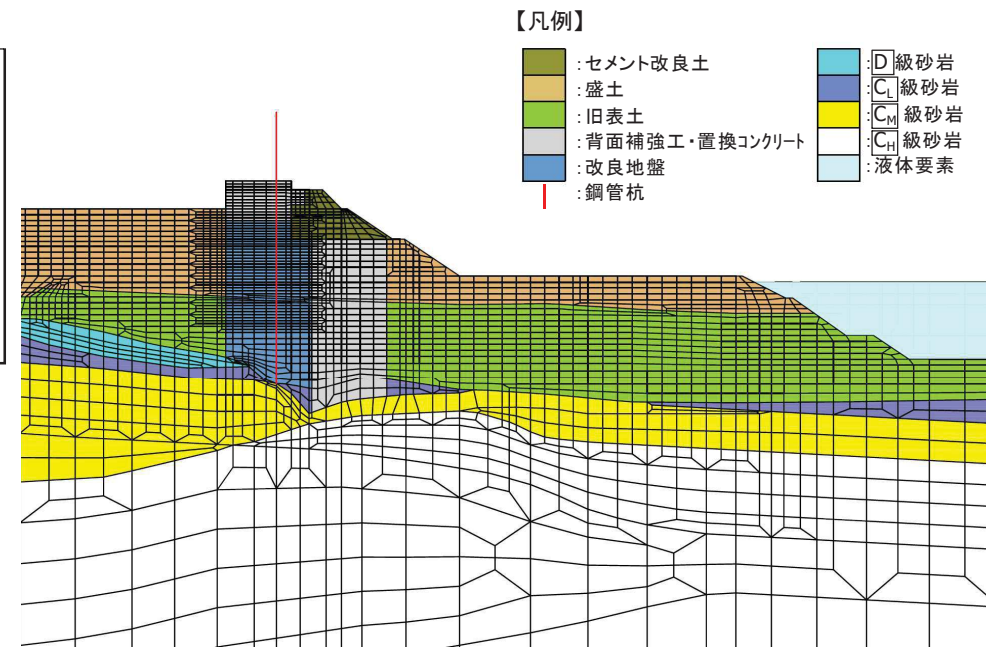 【凡例】
：セメント改良土
：盛土
：旧表土
：背面補強工・置換コンクリート
：改良地盤
：鋼管杭
：D級砂岩
：CL級砂岩
：CM級砂岩
：CH級砂岩
：液体要素